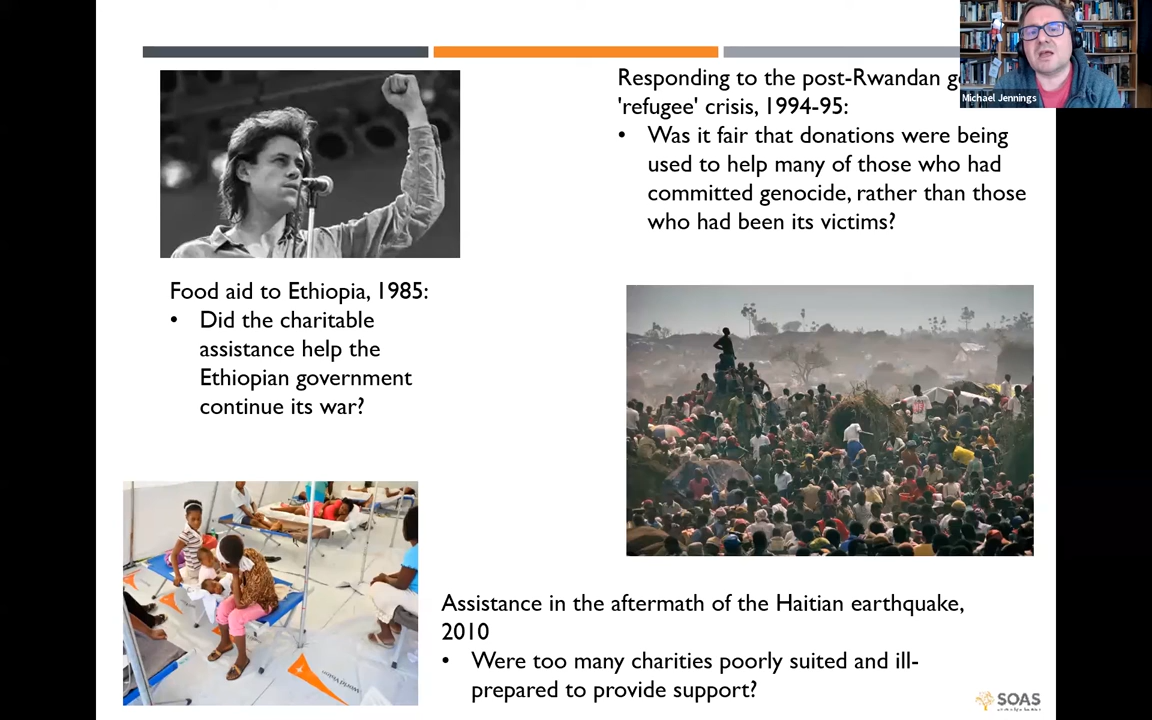 Michael Jennings
Responding to the post-Rwandan
'refugee' crisis, 1994-95:
• Was it fair that donations were being
used to help many of those who had
committed genocide, rather than those
who had been its victims?
Food aid to Ethiopia, 1985:
• Did the charitable
assistance help the
Ethiopian government
continue its war?
World Vision
Assistance in the aftermath of the Haitian earthquake,
2010
• Were too many charities poorly suited and ill-
prepared to provide support?
SOAS